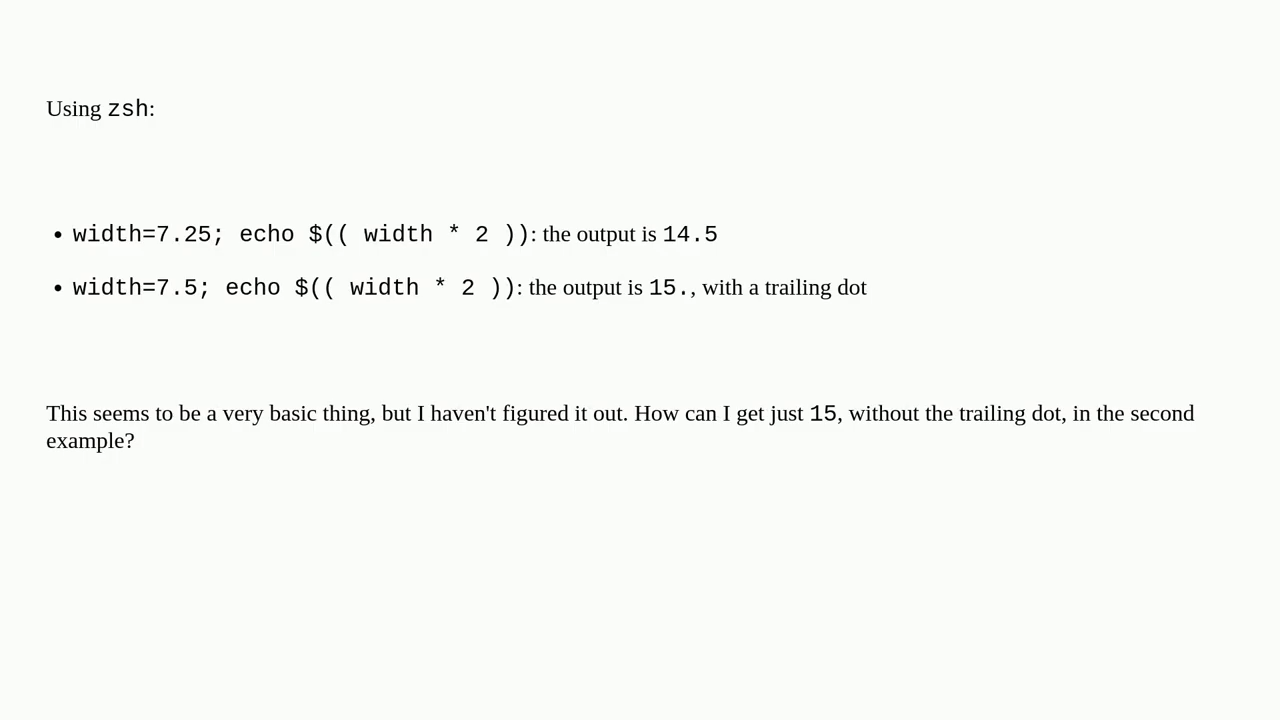 Using zsh:
• width=7.25; echo $(( width * 2 )): the output is 14.5
• width=7.5; echo $(( width * 2 )): the output is 15., with a trailing dot
This seems to be a very basic thing, but I haven't figured it out. How can I get just 15, without the trailing dot, in the second
example?